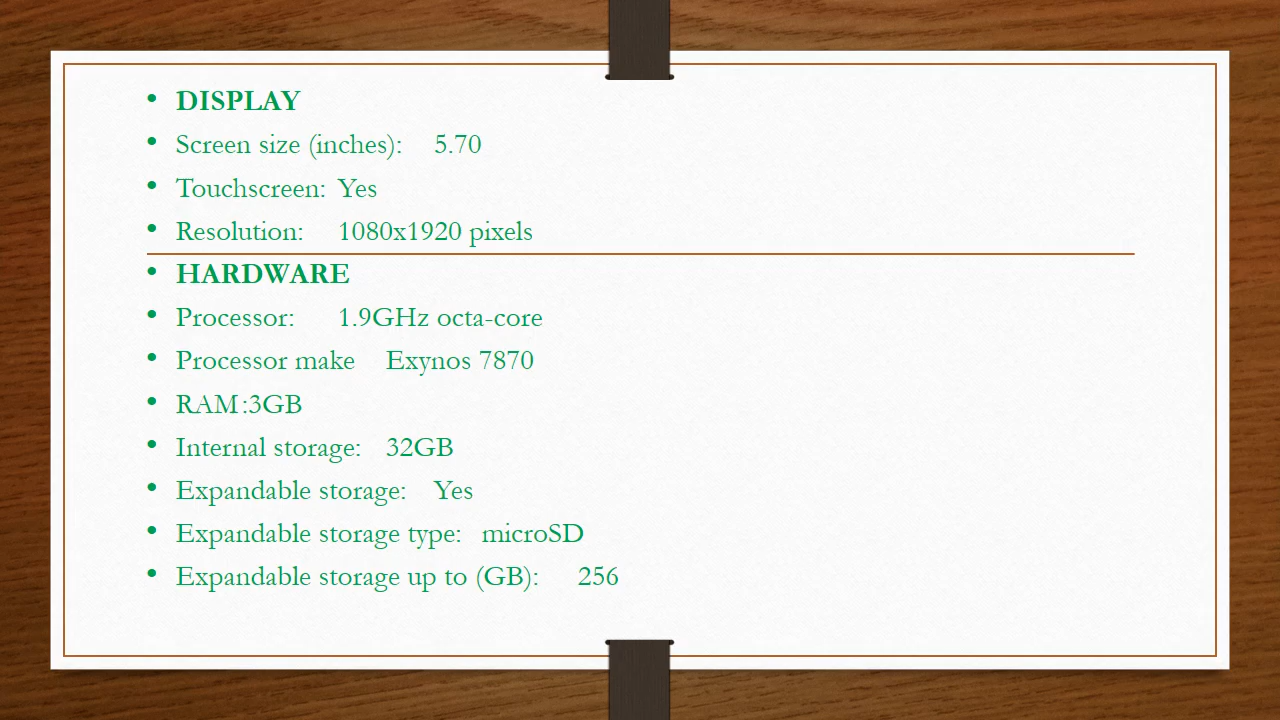 • DISPLAY
• Screen size (inches): 5.70
• Touchscreen: Yes
• Resolution: 1080x1920 pixels
• HARDWARE
• Processor: 1.9GHz octa-core
• Processor make Exynos 7870
• RAM:3GB
• Internal storage: 32GB
• Expandable storage: Yes
• Expandable storage type: microSD
• Expandable storage up to (GB): 256